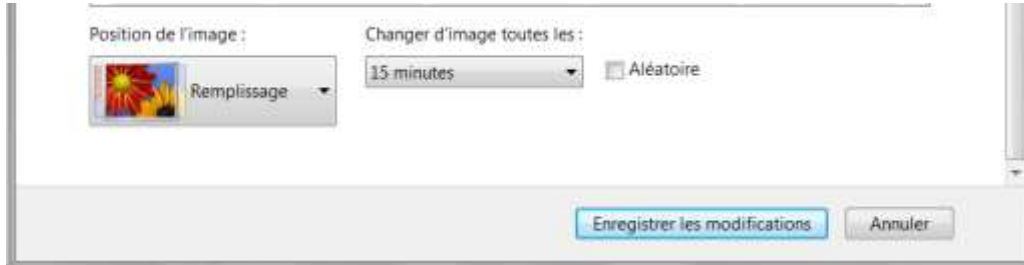 Position de l'image :
Changer d'image toutes les :
Remplissage
15 minutes
Aléatoire
Enregistrer les modifications
Annuler